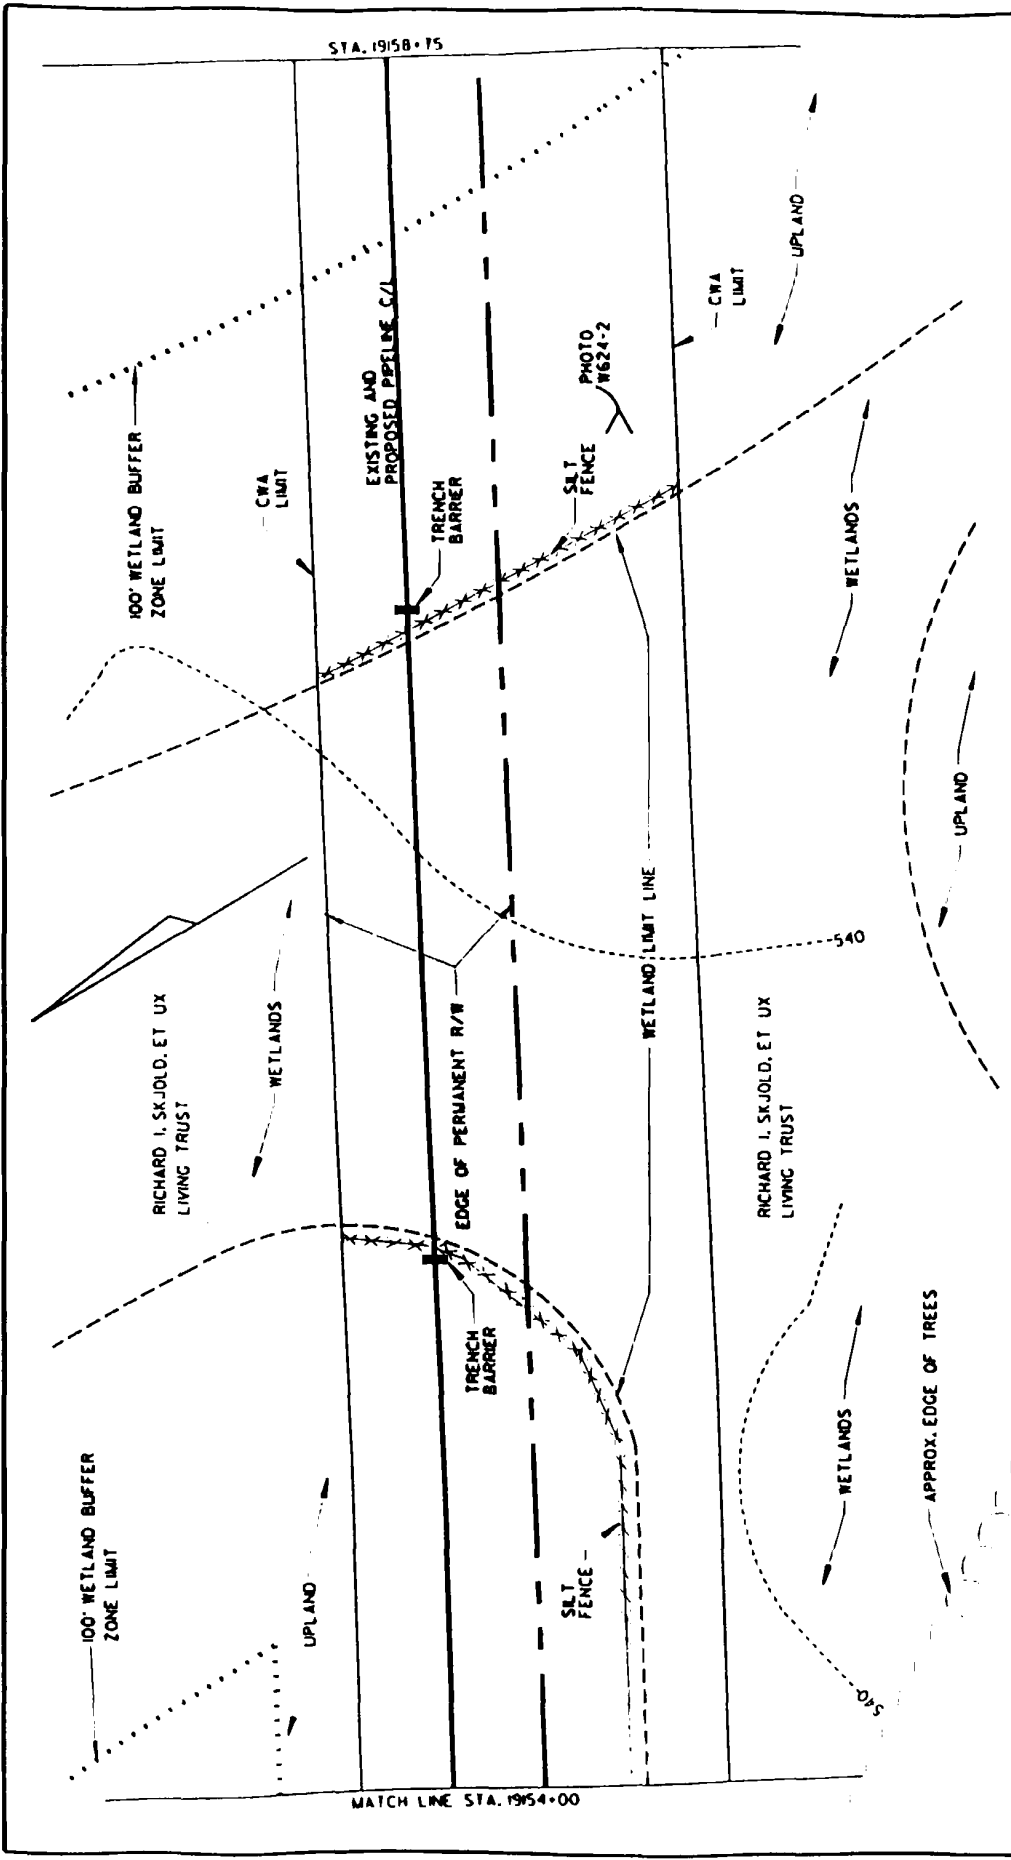 STA. 19158+75
100' WETLAND BUFFER
ZONE LIMIT
CWA
LIMIT
EXISTING AND
PROPOSED PIPELINE C/L
TRENCH
BARRIER
SILT
FENCE
PHOTO
W624-2
CWA
LIMIT
UPLAND
WETLANDS
UPLAND
WETLANDS
RICHARD I. SKJOLD, ET UX
LIVING TRUST
EDGE OF PERMANENT R/W
WETLAND LIMIT LINE
540
RICHARD I. SKJOLD, ET UX
LIVING TRUST
TRENCH
BARRIER
100' WETLAND BUFFER
ZONE LIMIT
UPLAND
SILT
FENCE
WETLANDS
APPROX. EDGE OF TREES
540
MATCH LINE STA. 19154+00